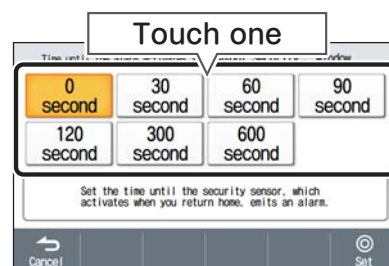 Touch one
0
second
30
second
60
second
90
second
120
second
300
second
600
second
Set the time until the security sensor, which
activates when you return home, emits an alarm.
Cancel
Set